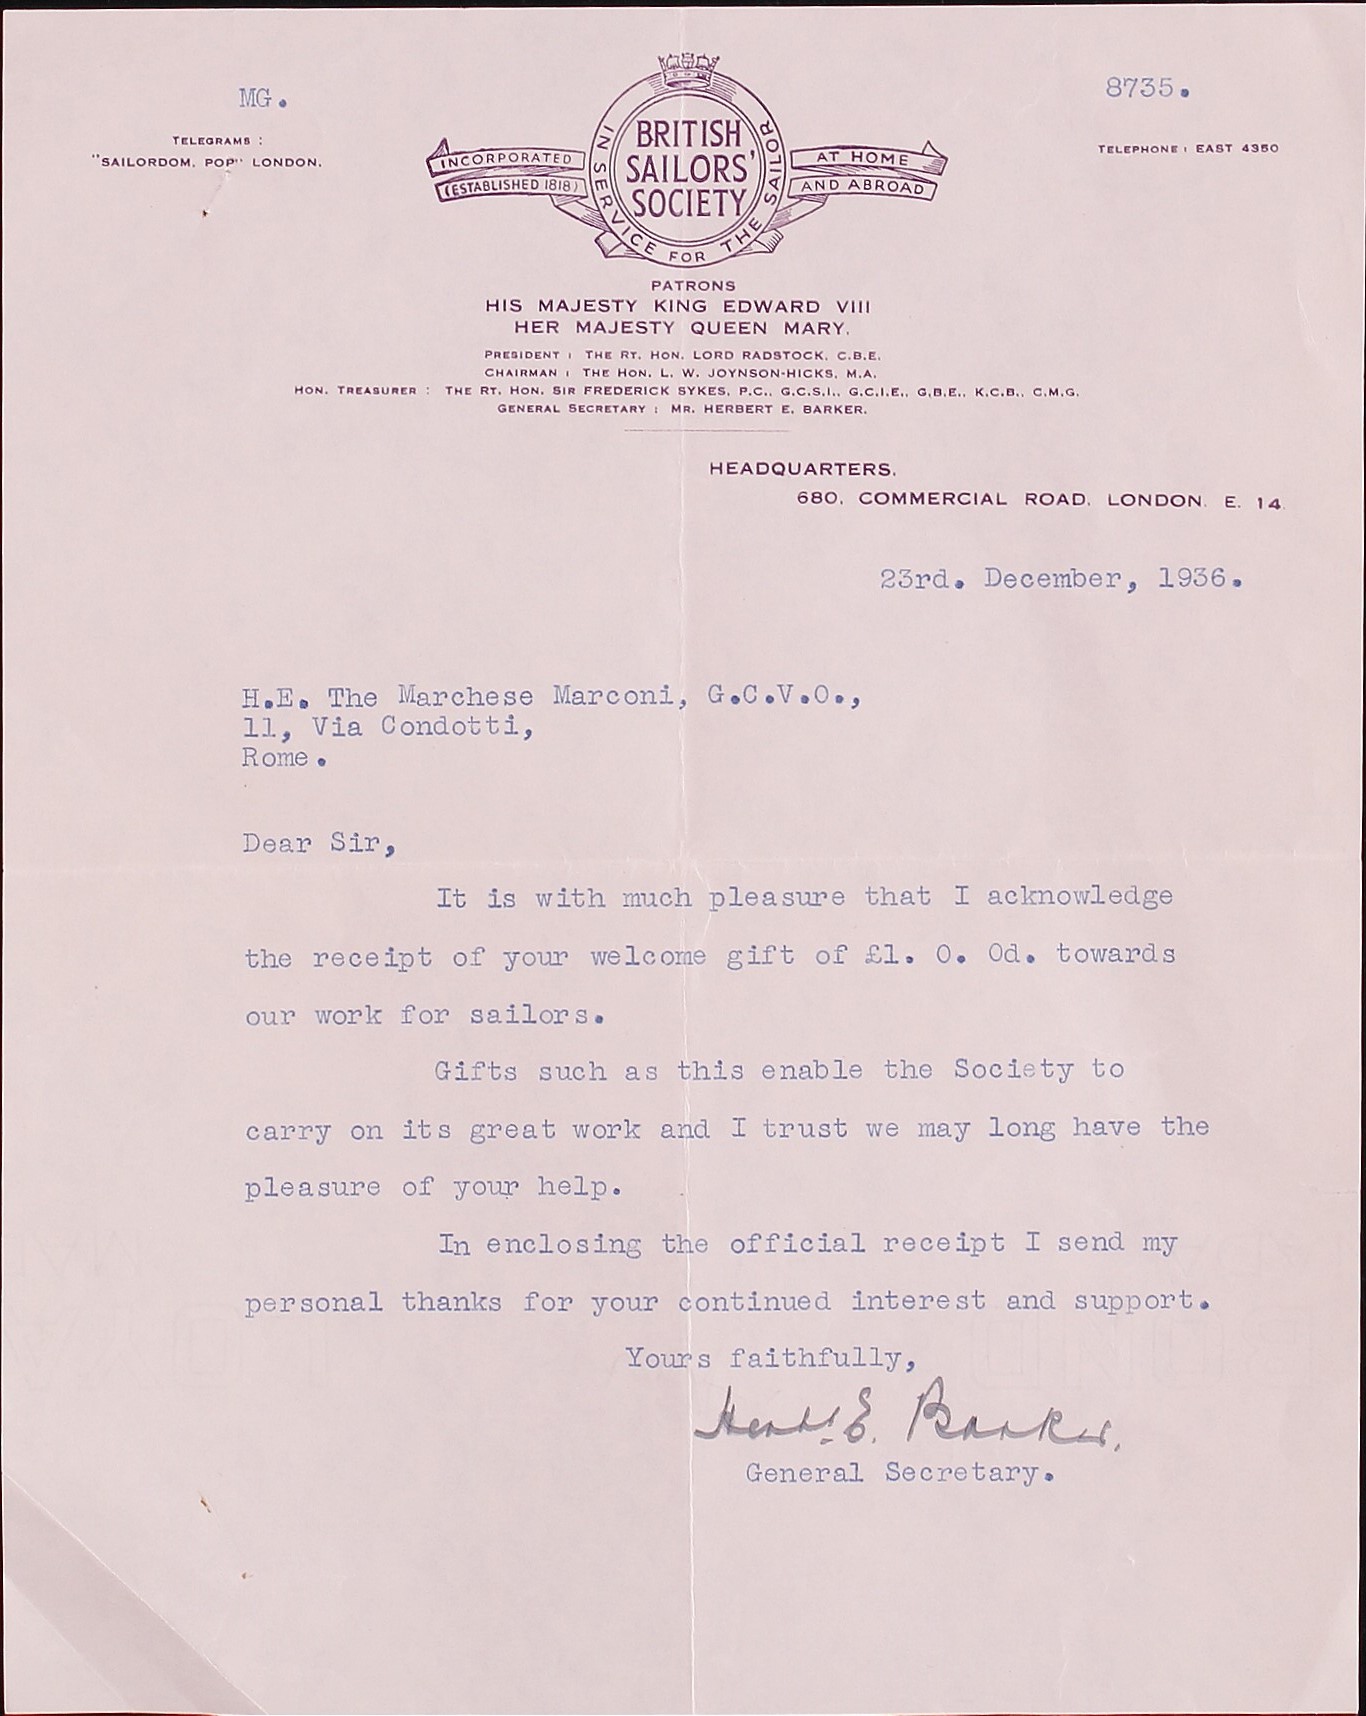 MG.
8735.
TELEGRAMS :
"SAILORDOM, POP" LONDON.
TELEPHONE : EAST 4350
INCORPORATED
(ESTABLISHED 1818)
BRITISH
SAILORS'
SOCIETY
IN SERVICE FOR THE SAILOR
AT HOME
AND ABROAD
PATRONS
HIS MAJESTY KING EDWARD VIII
HER MAJESTY QUEEN MARY.
PRESIDENT : THE RT. HON. LORD RADSTOCK, C.B.E.
CHAIRMAN : THE HON. L. W. JOYNSON-HICKS, M.A.
HON. TREASURER : THE RT. HON. SIR FREDERICK SYKES, P.C., G.C.S.I., G.C.I.E., G.B.E., K.C.B., C.M.G.
GENERAL SECRETARY : MR. HERBERT E. BARKER.
HEADQUARTERS,
680, COMMERCIAL ROAD, LONDON. E. 14.
23rd. December, 1936.
H.E. The Marchese Marconi, G.C.V.O.,
11, Via Condotti,
Rome.
Dear Sir,
It is with much pleasure that I acknowledge
the receipt of your welcome gift of £1. 0. 0d. towards
our work for sailors.
Gifts such as this enable the Society to
carry on its great work and I trust we may long have the
pleasure of your help.
In enclosing the official receipt I send my
personal thanks for your continued interest and support.
Yours faithfully,
Herbt. E. Barker.
General Secretary.